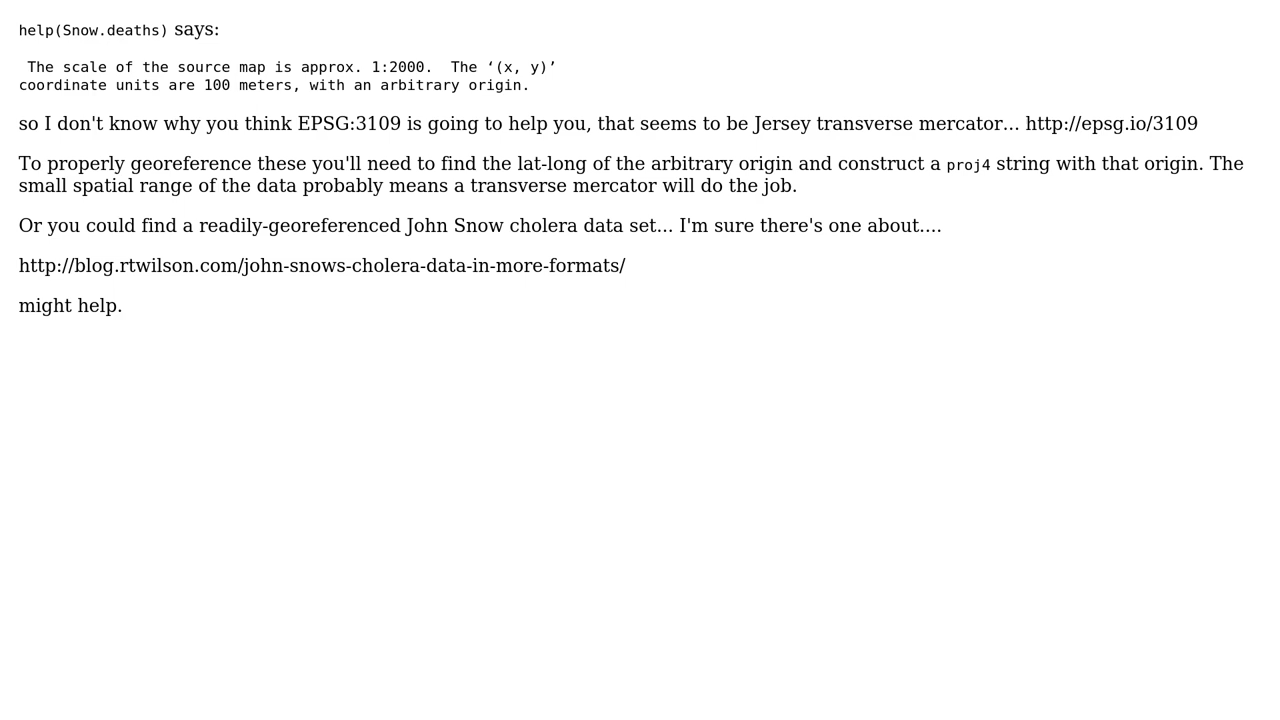 help(Snow.deaths) says:
The scale of the source map is approx. 1:2000.  The ‘(x, y)’
coordinate units are 100 meters, with an arbitrary origin.
so I don't know why you think EPSG:3109 is going to help you, that seems to be Jersey transverse mercator... http://epsg.io/3109
To properly georeference these you'll need to find the lat-long of the arbitrary origin and construct a proj4 string with that origin. The
small spatial range of the data probably means a transverse mercator will do the job.
Or you could find a readily-georeferenced John Snow cholera data set... I'm sure there's one about....
http://blog.rtwilson.com/john-snows-cholera-data-in-more-formats/
might help.